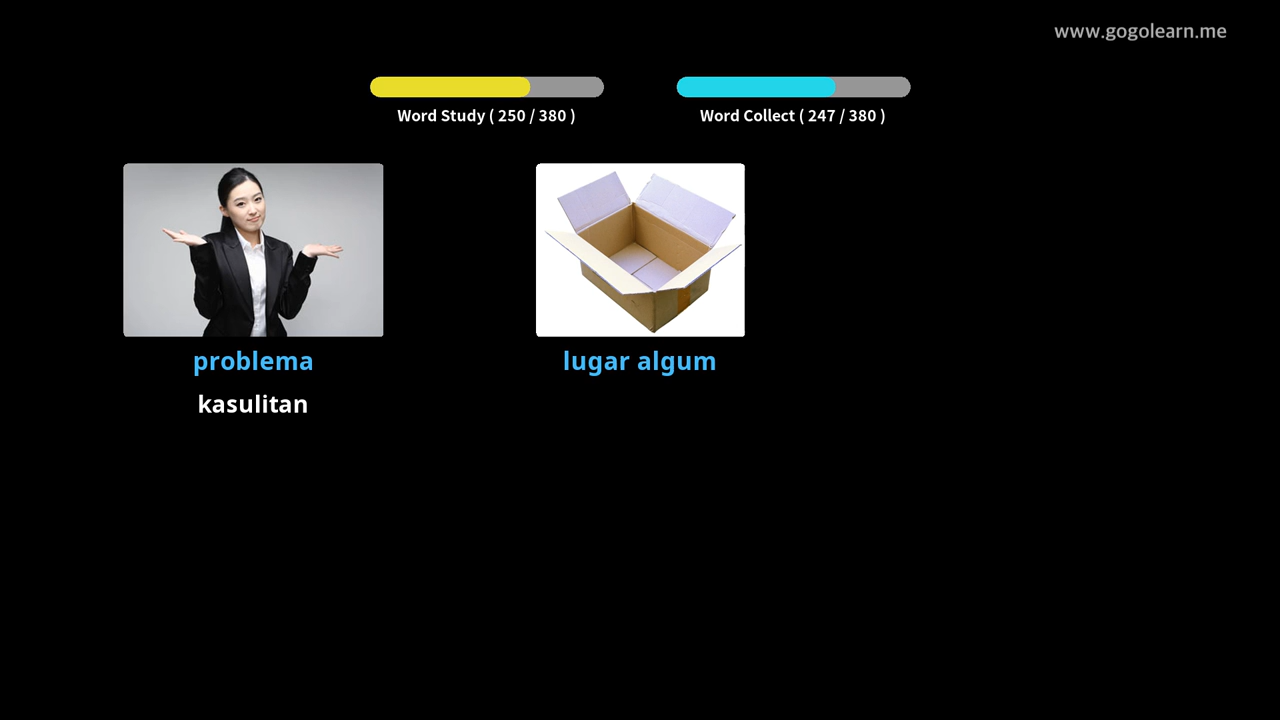 www.gogolearn.me
Word Study ( 250 / 380 )
Word Collect ( 247 / 380 )
problema
lugar algum
kasulitan